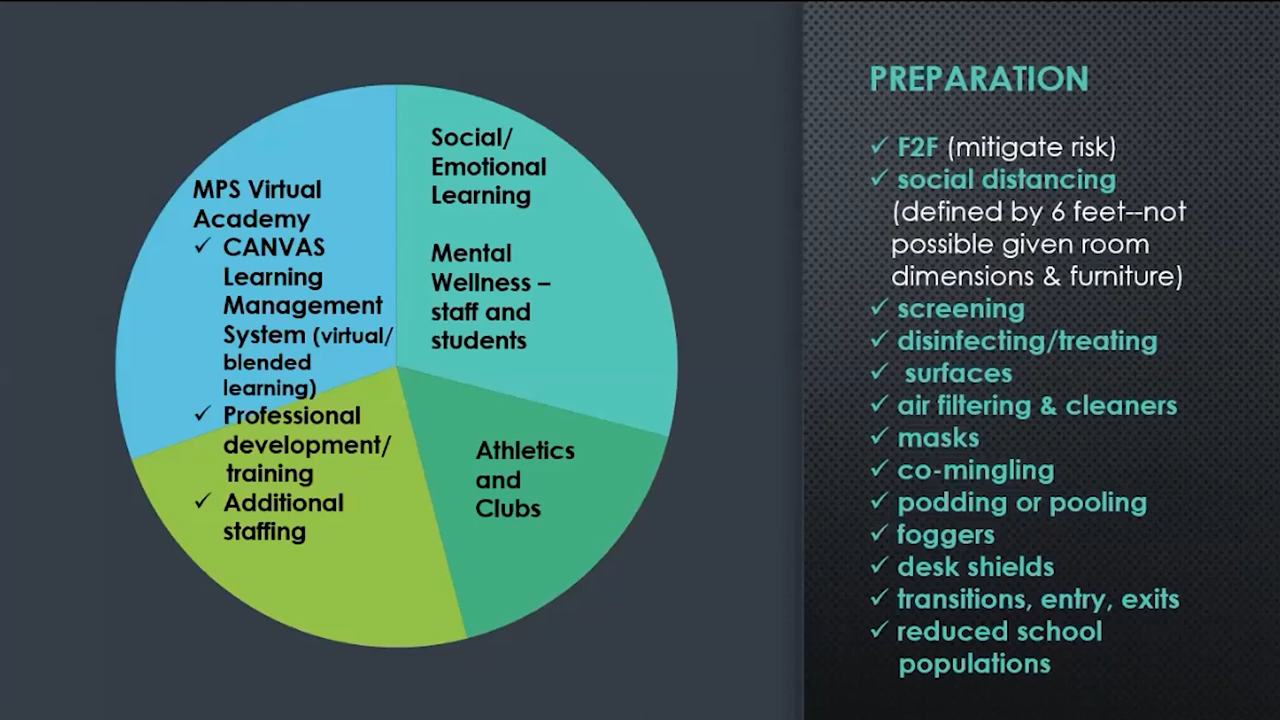 MPS Virtual
Academy
✓ CANVAS
Learning
Management
System (virtual/
blended
learning)
✓ Professional
development/
training
✓ Additional
staffing
Social/
Emotional
Learning
Mental
Wellness –
staff and
students
Athletics
and
Clubs
PREPARATION
✓ F2F (mitigate risk)
✓ social distancing
(defined by 6 feet--not
possible given room
dimensions & furniture)
✓ screening
✓ disinfecting/treating
✓ surfaces
✓ air filtering & cleaners
✓ masks
✓ co-mingling
✓ podding or pooling
✓ foggers
✓ desk shields
✓ transitions, entry, exits
✓ reduced school
populations